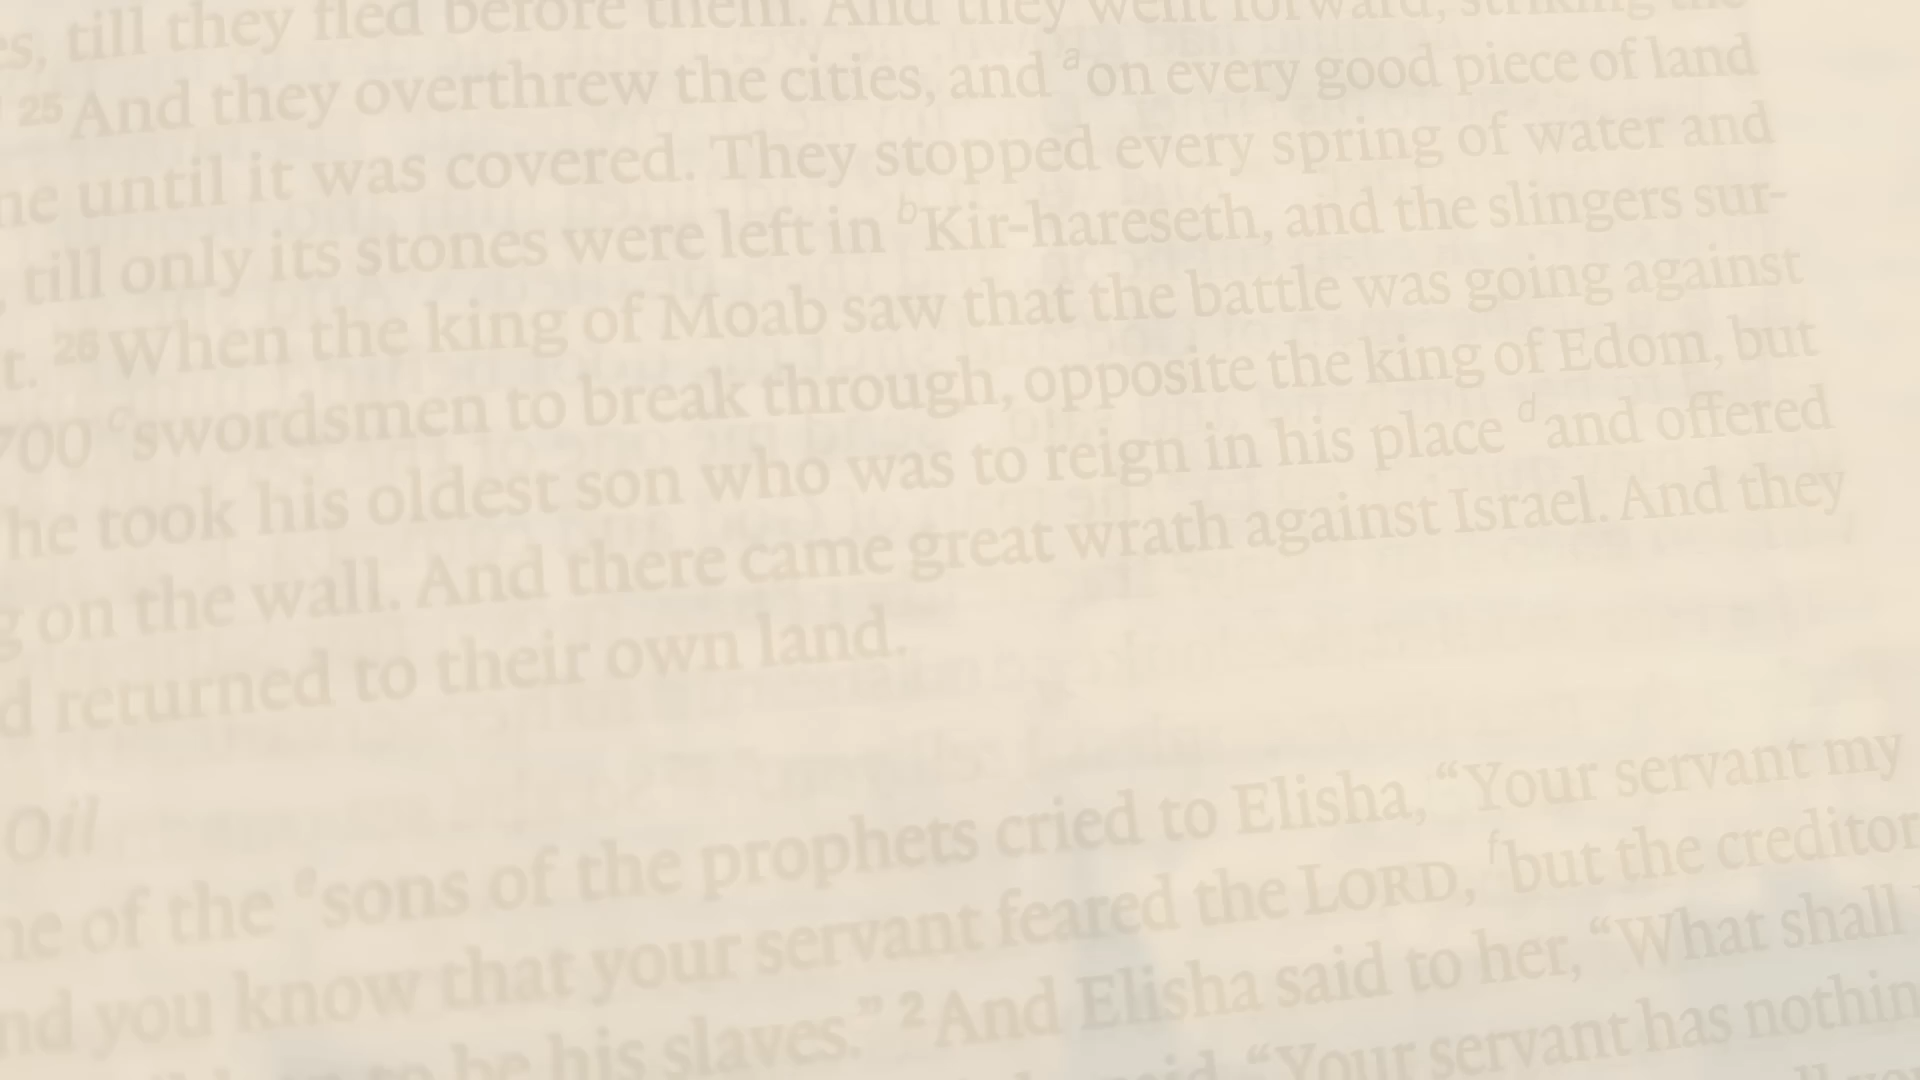 es, till they fled before them. And they went forward, striking the
25 And they overthrew the cities, and a on every good piece of land
ne until it was covered. They stopped every spring of water and
, till only its stones were left in b Kir-hareseth, and the slingers sur-
t. 26 When the king of Moab saw that the battle was going against
700 c swordsmen to break through, opposite the king of Edom, but
he took his oldest son who was to reign in his place d and offered
g on the wall. And there came great wrath against Israel. And they
d returned to their own land.
Oil
ne of the e sons of the prophets cried to Elisha, “Your servant my
nd you know that your servant feared the LORD, f but the creditor
to be his slaves.” 2 And Elisha said to her, “What shall
said, “Your servant has nothin